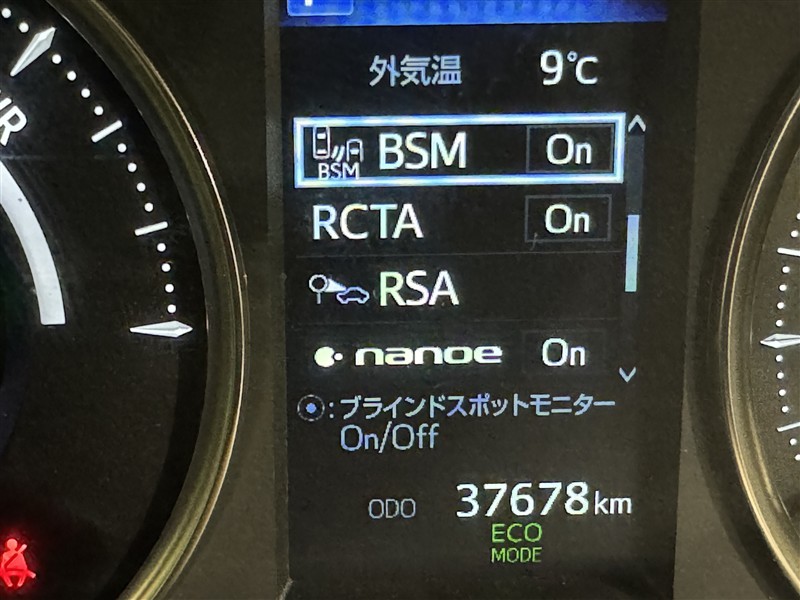 外気温 9℃
BSM BSM On
RCTA On
RSA
nanoe On
: ブラインドスポットモニター
On/Off
ODO 37678 km
ECO
MODE